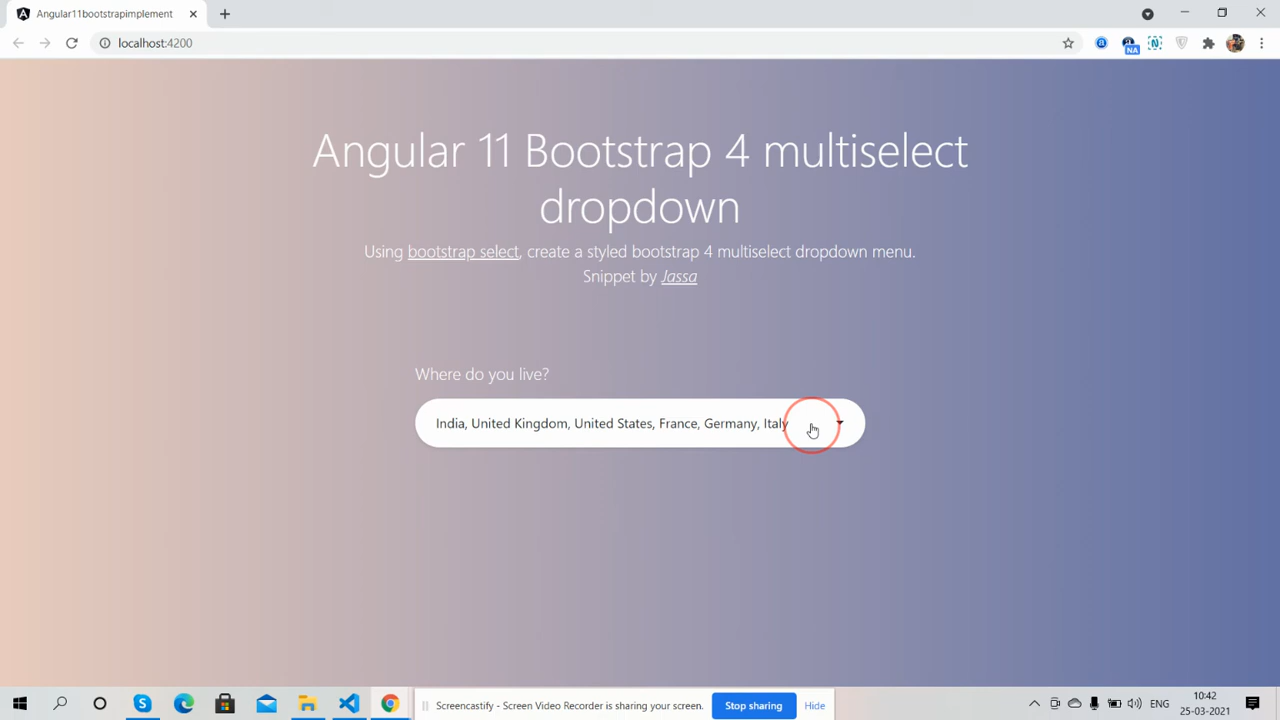 Angular11bootstrapimplement
localhost:4200
NA
Angular 11 Bootstrap 4 multiselect
dropdown
Using bootstrap select, create a styled bootstrap 4 multiselect dropdown menu.
Snippet by Jassa
Where do you live?
India, United Kingdom, United States, France, Germany, Italy
Screencastify - Screen Video Recorder is sharing your screen.
Stop sharing
Hide
ENG
10:42
25-03-2021